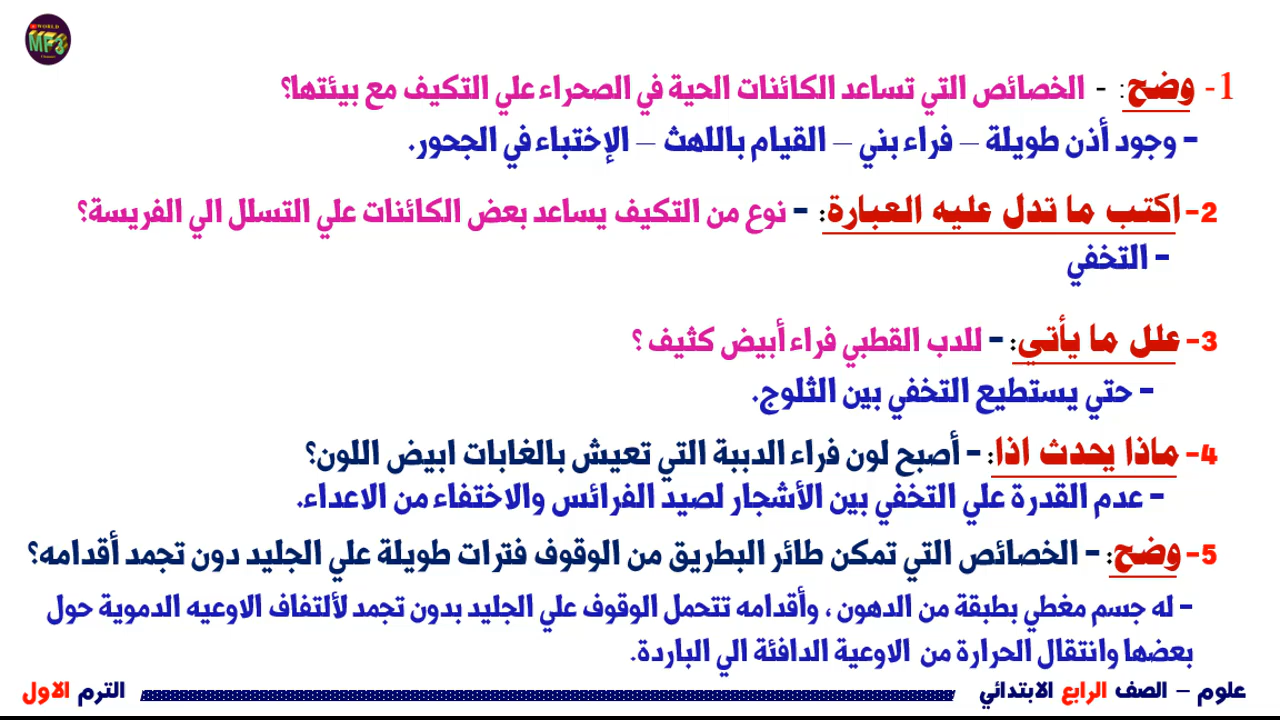 WORLD
MF3
Channel
1- وضح: - الخصائص التي تساعد الكائنات الحية في الصحراء علي التكيف مع بيئتها؟
- وجود أذن طويلة – فراء بني – القيام باللهث – الإختباء في الجحور.
2- اكتب ما تدل عليه العبارة: - نوع من التكيف يساعد بعض الكائنات علي التسلل الي الفريسة؟
- التخفي
3- علل ما يأتي: - للدب القطبي فراء أبيض كثيف ؟
- حتي يستطيع التخفي بين الثلوج.
4- ماذا يحدث اذا: - أصبح لون فراء الدببة التي تعيش بالغابات ابيض اللون؟
- عدم القدرة علي التخفي بين الأشجار لصيد الفرائس والاختفاء من الاعداء.
5- وضح: - الخصائص التي تمكن طائر البطريق من الوقوف فترات طويلة علي الجليد دون تجمد أقدامه؟
- له جسم مغطي بطبقة من الدهون ، وأقدامه تتحمل الوقوف علي الجليد بدون تجمد لألتفاف الاوعيه الدموية حول
بعضها وانتقال الحرارة من الاوعية الدافئة الي الباردة.
علوم – الصف الرابع الابتدائي الترم الاول